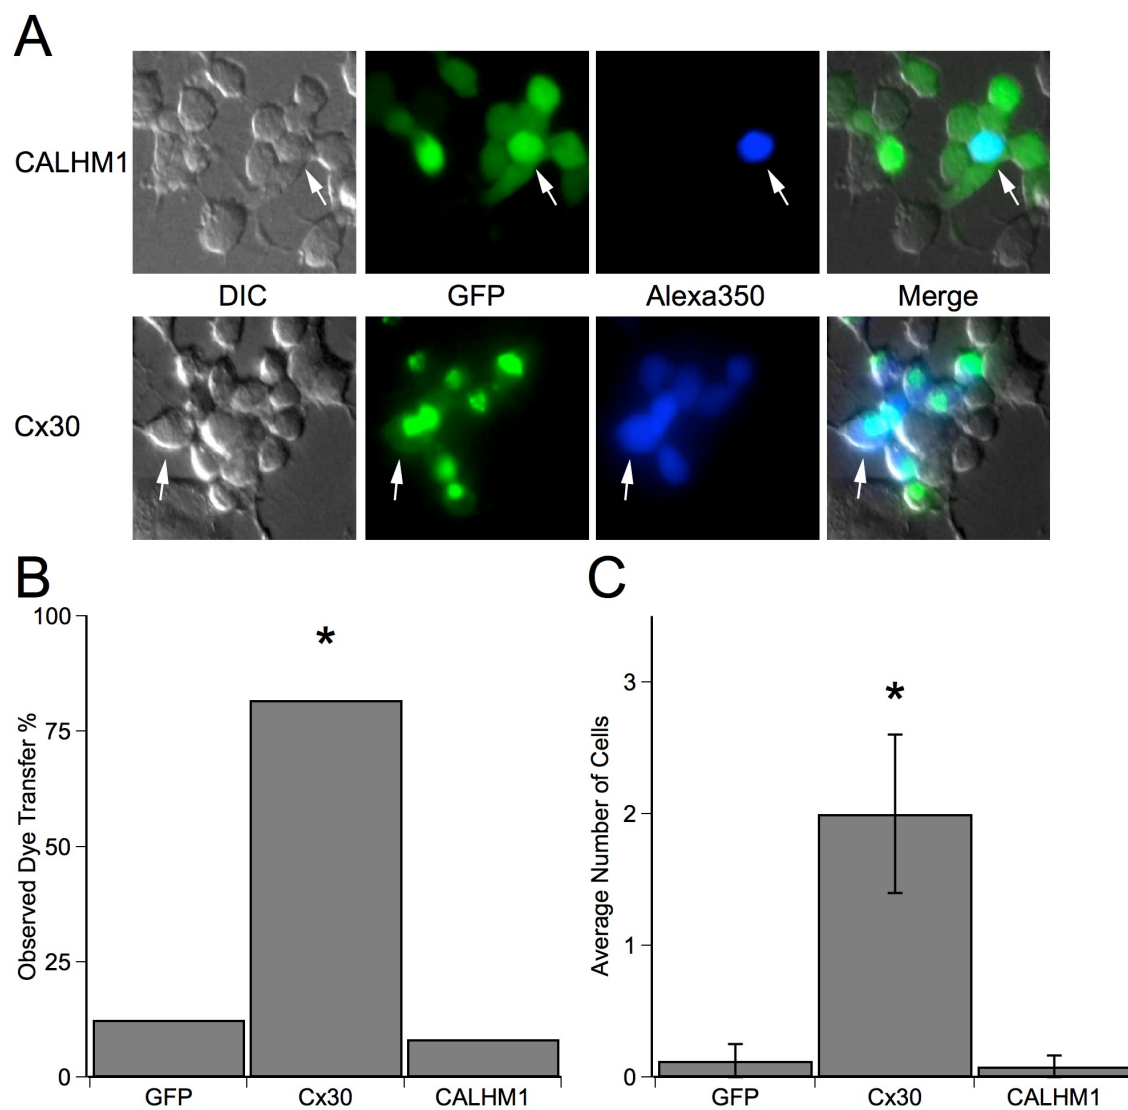 A
CALHM1
DIC GFP Alexa350 Merge
Cx30
B
100
75
50
25
0
Observed Dye Transfer %
*
GFP Cx30 CALHM1
C
3
2
1
0
Average Number of Cells
*
GFP Cx30 CALHM1